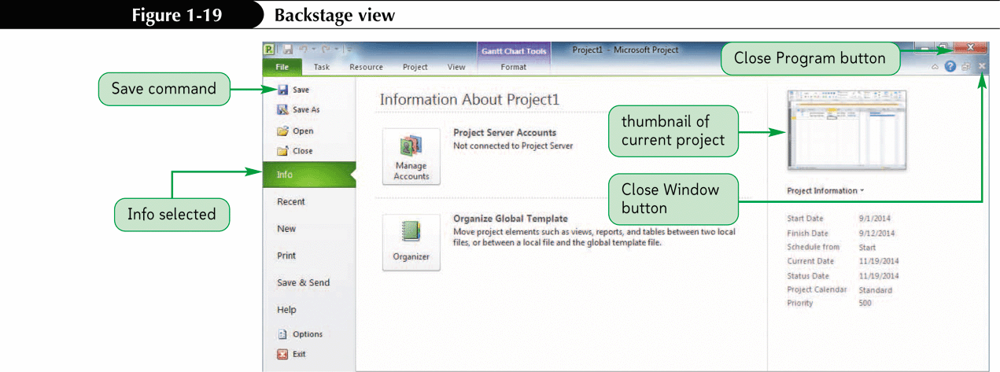 Figure 1-19 Backstage view
Gantt Chart Tools
Project1 - Microsoft Project
Close Program button
File Task Resource Project View Format
Save command
Save
Save As
Open
Close
Info
Info selected
Recent
New
Print
Save & Send
Help
Options
Exit
Information About Project1
Manage
Accounts
Project Server Accounts
Not connected to Project Server
Organizer
Organize Global Template
Move project elements such as views, reports, and tables between two local
files, or between a local file and the global template file.
thumbnail of
current project
Close Window
button
Project Information
Start Date 9/1/2014
Finish Date 9/12/2014
Schedule from Start
Current Date 11/19/2014
Status Date 11/19/2014
Project Calendar Standard
Priority 500